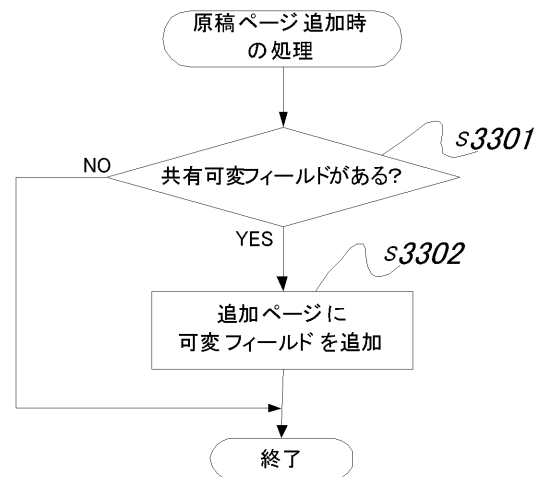 原稿ページ追加時
の処理
s3301
共有可変フィールドがある?
NO
YES
s3302
追加ページに
可変フィールドを追加
終了